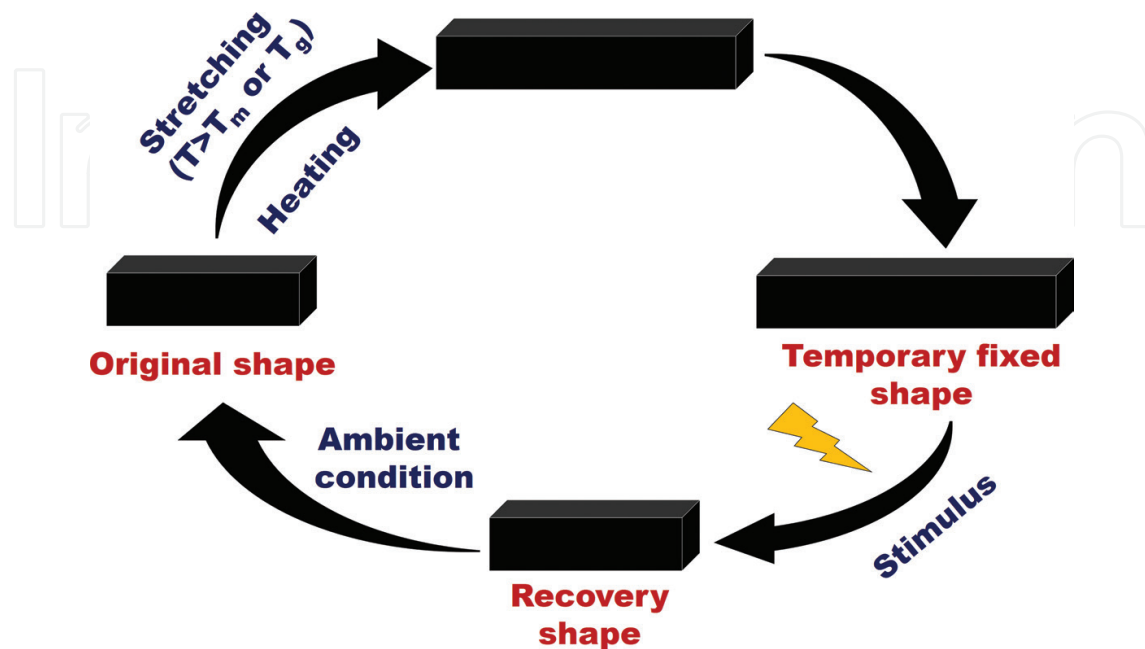 Stretching
(T>Tm or Tg)
Heating
Original shape
Temporary fixed
shape
Ambient
condition
Stimulus
Recovery
shape